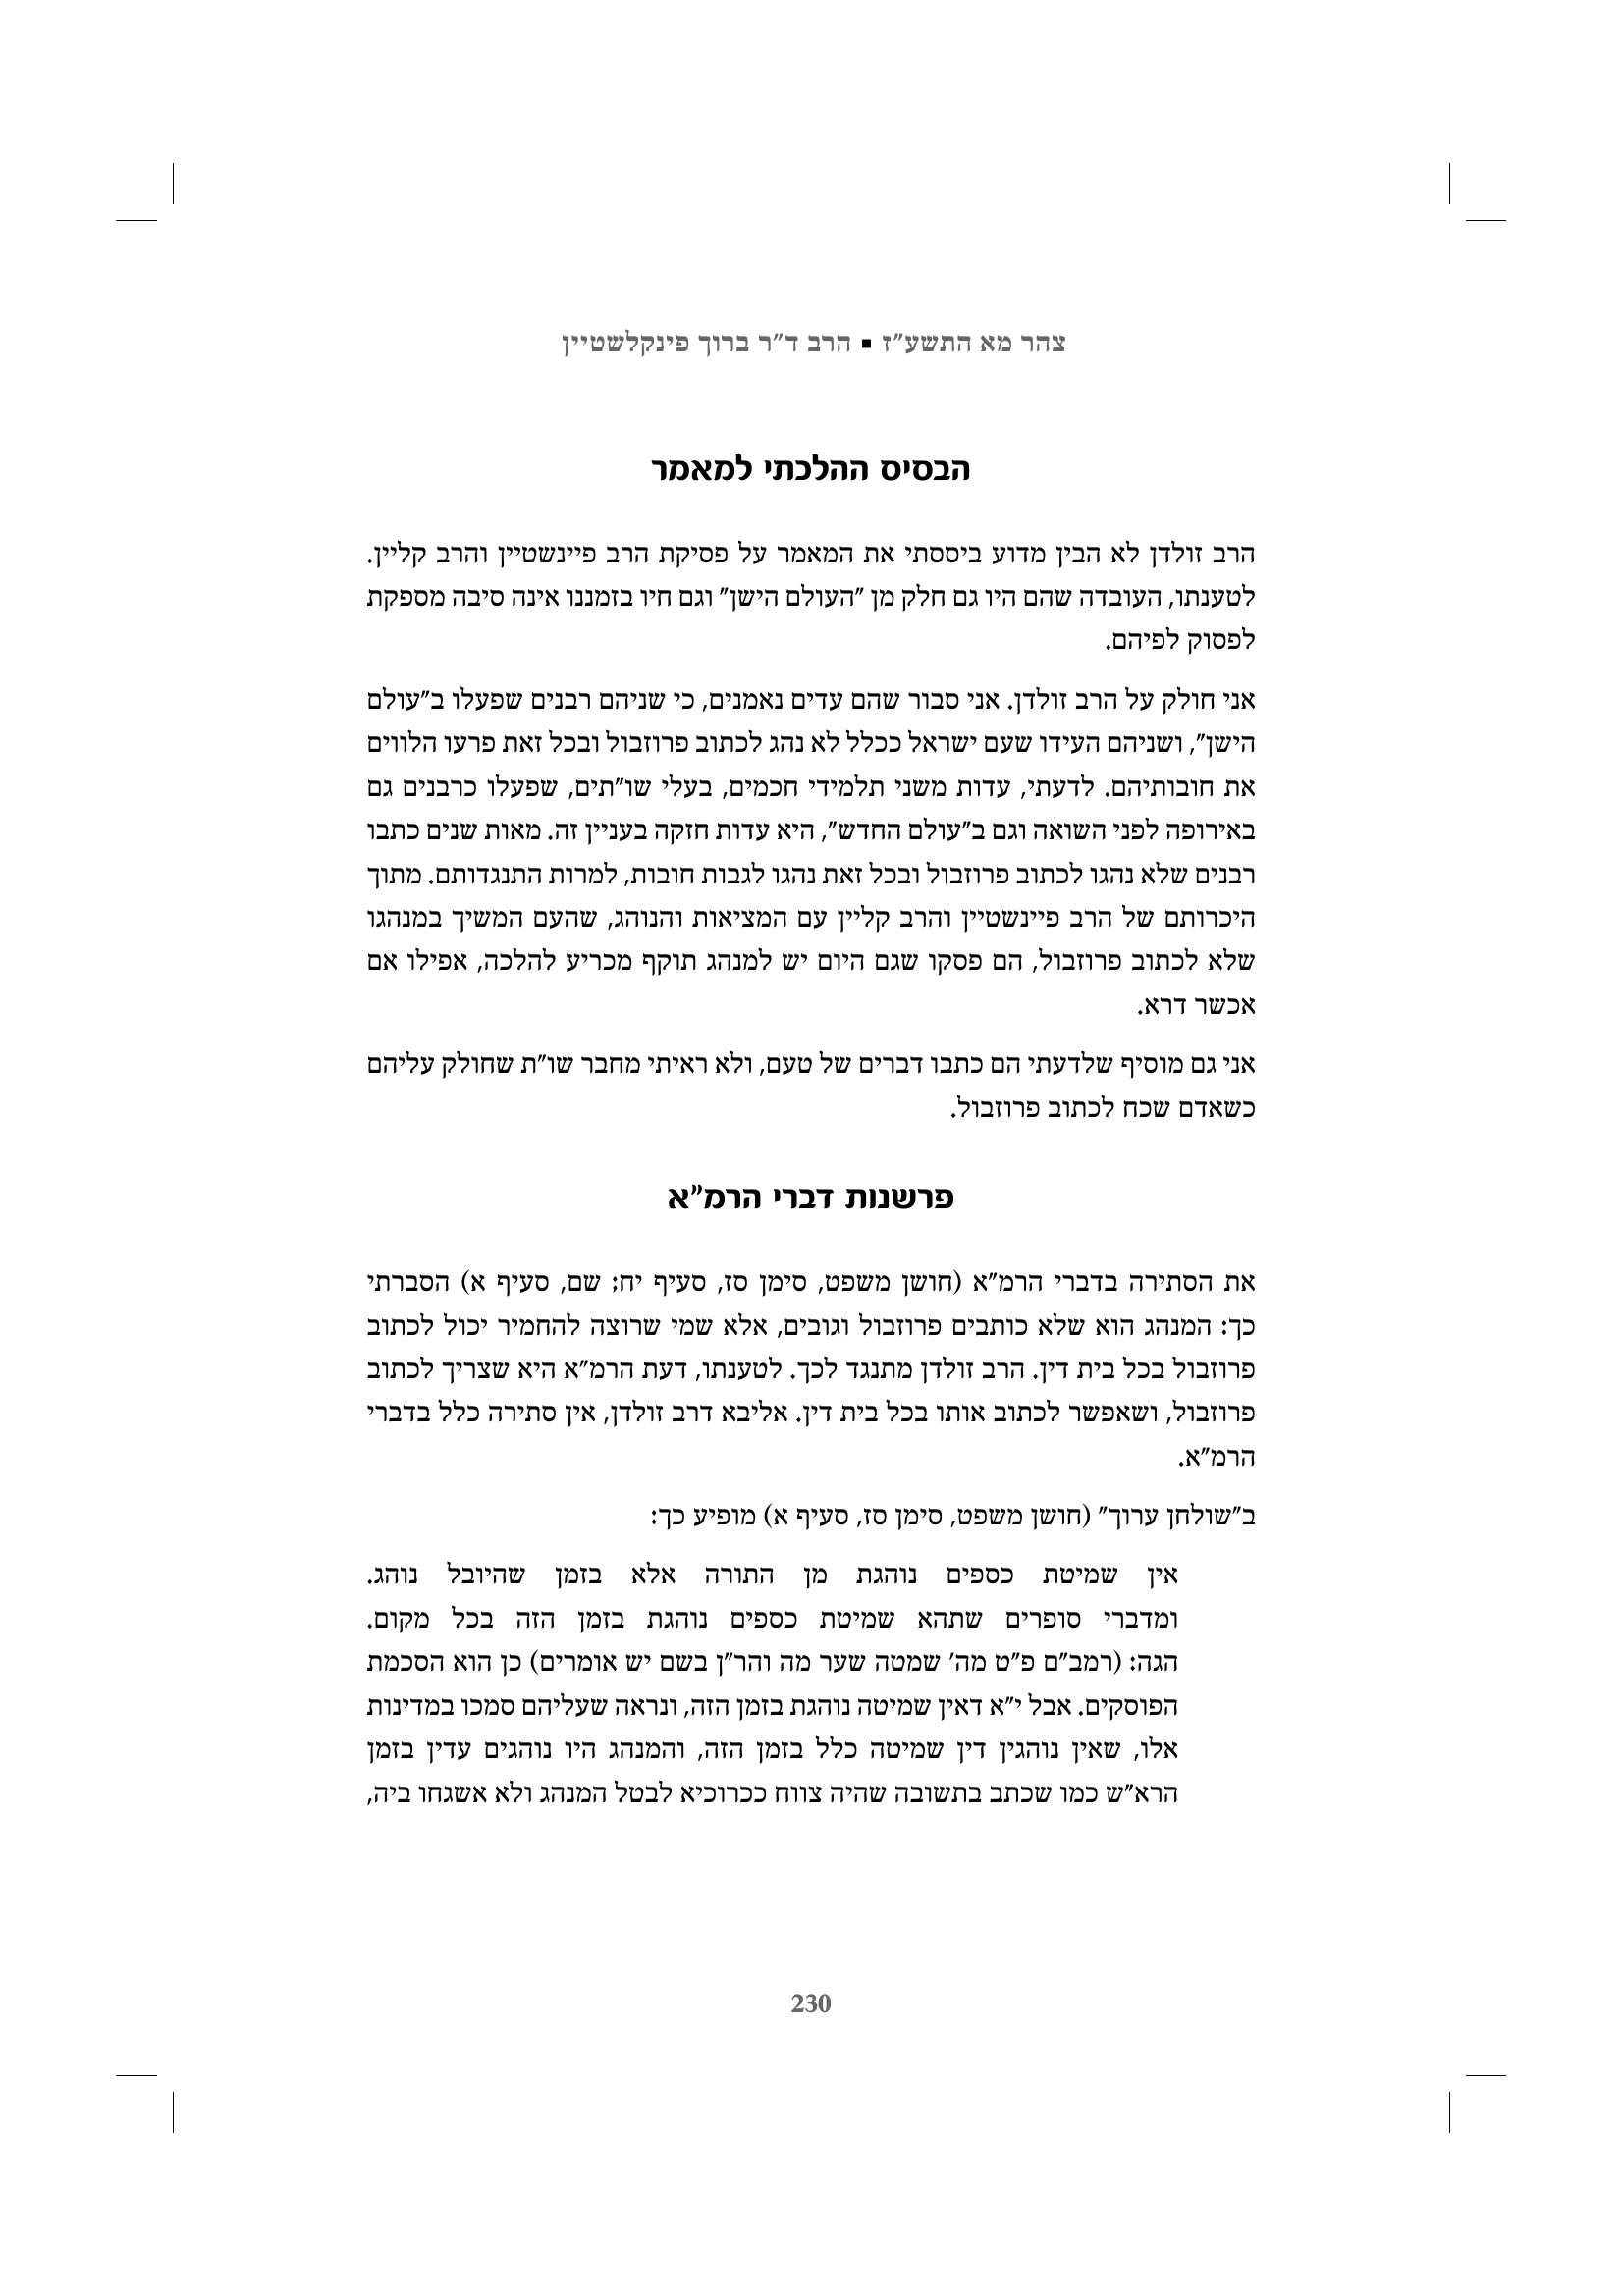 צהר מא התשע"ז ▪ הרב ד"ר ברוך פינקלשטיין
הבסיס ההלכתי למאמר
הרב זולדן לא הבין מדוע ביססתי את המאמר על פסיקת הרב פיינשטיין והרב קליין.
לטענתו, העובדה שהם היו גם חלק מן "העולם הישן" וגם חיו בזמננו אינה סיבה מספקת
לפסוק לפיהם.
אני חולק על הרב זולדן. אני סבור שהם עדים נאמנים, כי שניהם רבנים שפעלו ב"עולם
הישן", ושניהם העידו שעם ישראל ככלל לא נהג לכתוב פרוזבול ובכל זאת פרעו הלווים
את חובותיהם. לדעתי, עדות משני תלמידי חכמים, בעלי שו"תים, שפעלו כרבנים גם
באירופה לפני השואה וגם ב"עולם החדש", היא עדות חזקה בעניין זה. מאות שנים כתבו
רבנים שלא נהגו לכתוב פרוזבול ובכל זאת נהגו לגבות חובות, למרות התנגדותם. מתוך
היכרותם של הרב פיינשטיין והרב קליין עם המציאות והנוהג, שהעם המשיך במנהגו
שלא לכתוב פרוזבול, הם פסקו שגם היום יש למנהג תוקף מכריע להלכה, אפילו אם
אכשר דרא.
אני גם מוסיף שלדעתי הם כתבו דברים של טעם, ולא ראיתי מחבר שו"ת שחולק עליהם
כשאדם שכח לכתוב פרוזבול.
פרשנות דברי הרמ"א
את הסתירה בדברי הרמ"א (חושן משפט, סימן סז, סעיף יח; שם, סעיף א) הסברתי
כך: המנהג הוא שלא כותבים פרוזבול וגובים, אלא שמי שרוצה להחמיר יכול לכתוב
פרוזבול בכל בית דין. הרב זולדן מתנגד לכך. לטענתו, דעת הרמ"א היא שצריך לכתוב
פרוזבול, ושאפשר לכתוב אותו בכל בית דין. אליבא דרב זולדן, אין סתירה כלל בדברי
הרמ"א.
ב"שולחן ערוך" (חושן משפט, סימן סז, סעיף א) מופיע כך:
אין שמיטת כספים נוהגת מן התורה אלא בזמן שהיובל נוהג.
ומדברי סופרים שתהא שמיטת כספים נוהגת בזמן הזה בכל מקום.
הגה: (רמב"ם פ"ט מה' שמטה שער מה והר"ן בשם יש אומרים) כן הוא הסכמת
הפוסקים. אבל י"א דאין שמיטה נוהגת בזמן הזה, ונראה שעליהם סמכו במדינות
אלו, שאין נוהגין דין שמיטה כלל בזמן הזה, והמנהג היו נוהגים עדין בזמן
הרא"ש כמו שכתב בתשובה שהיה צווח ככרוכיא לבטל המנהג ולא אשגחו ביה,
230